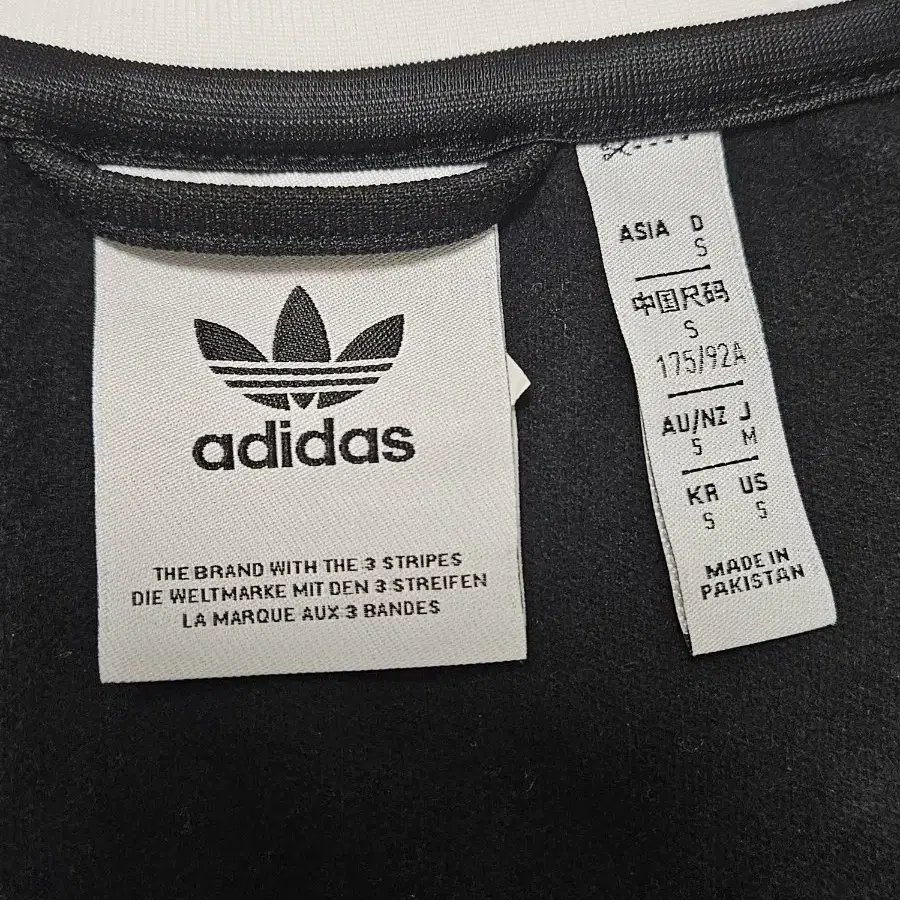 adidas
THE BRAND WITH THE 3 STRIPES
DIE WELTMARKE MIT DEN 3 STREIFEN
LA MARQUE AUX 3 BANDES
ASIA D
S
中国尺码
S
175/92A
AU/NZ J
S M
KR US
S S
MADE IN
PAKISTAN